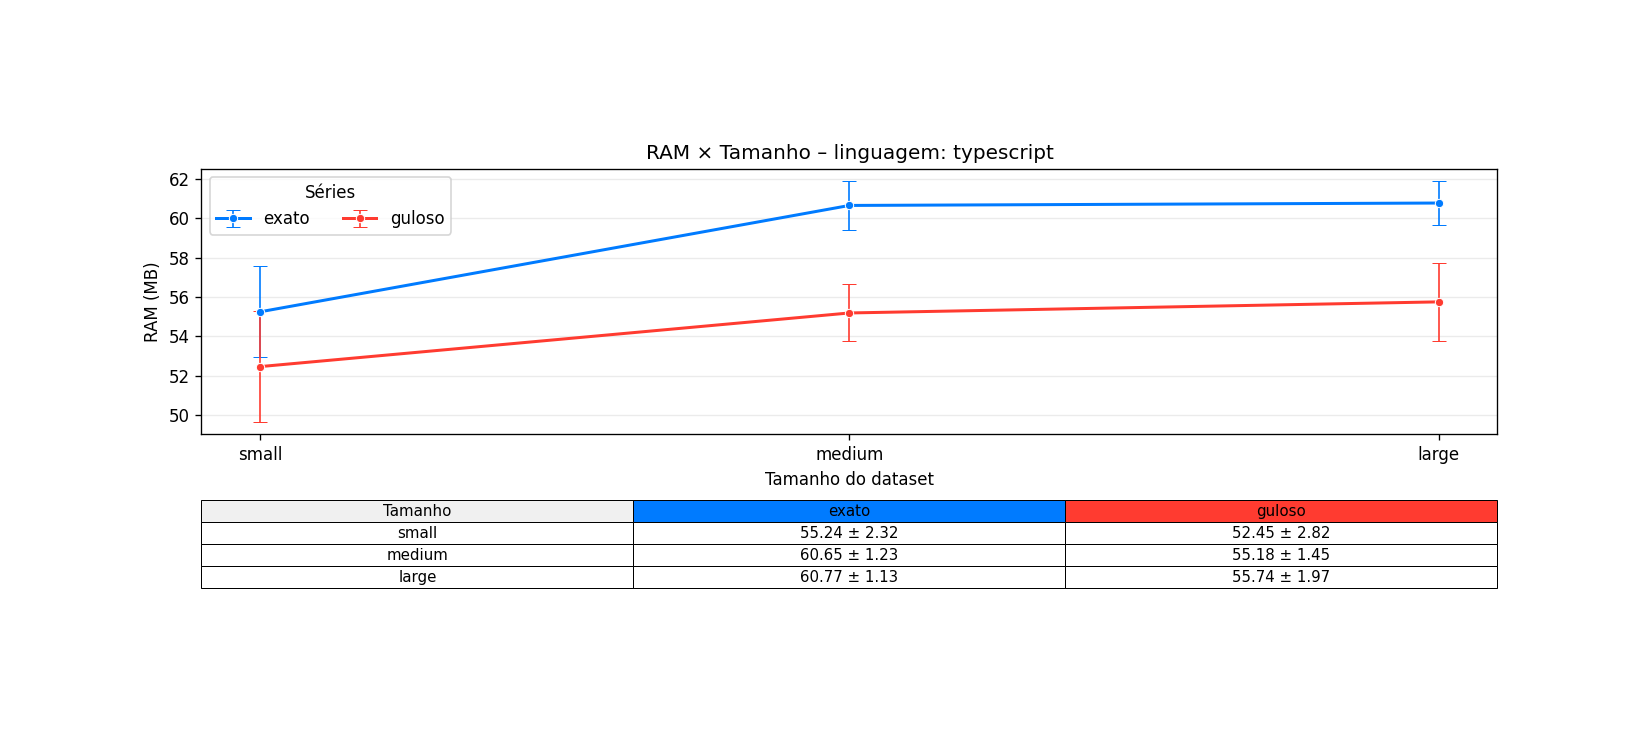 RAM × Tamanho – linguagem: typescript
Séries
exato guloso
RAM (MB)
62
60
58
56
54
52
50
small medium large
Tamanho do dataset
Tamanho exato guloso
small 55.24 ± 2.32 52.45 ± 2.82
medium 60.65 ± 1.23 55.18 ± 1.45
large 60.77 ± 1.13 55.74 ± 1.97